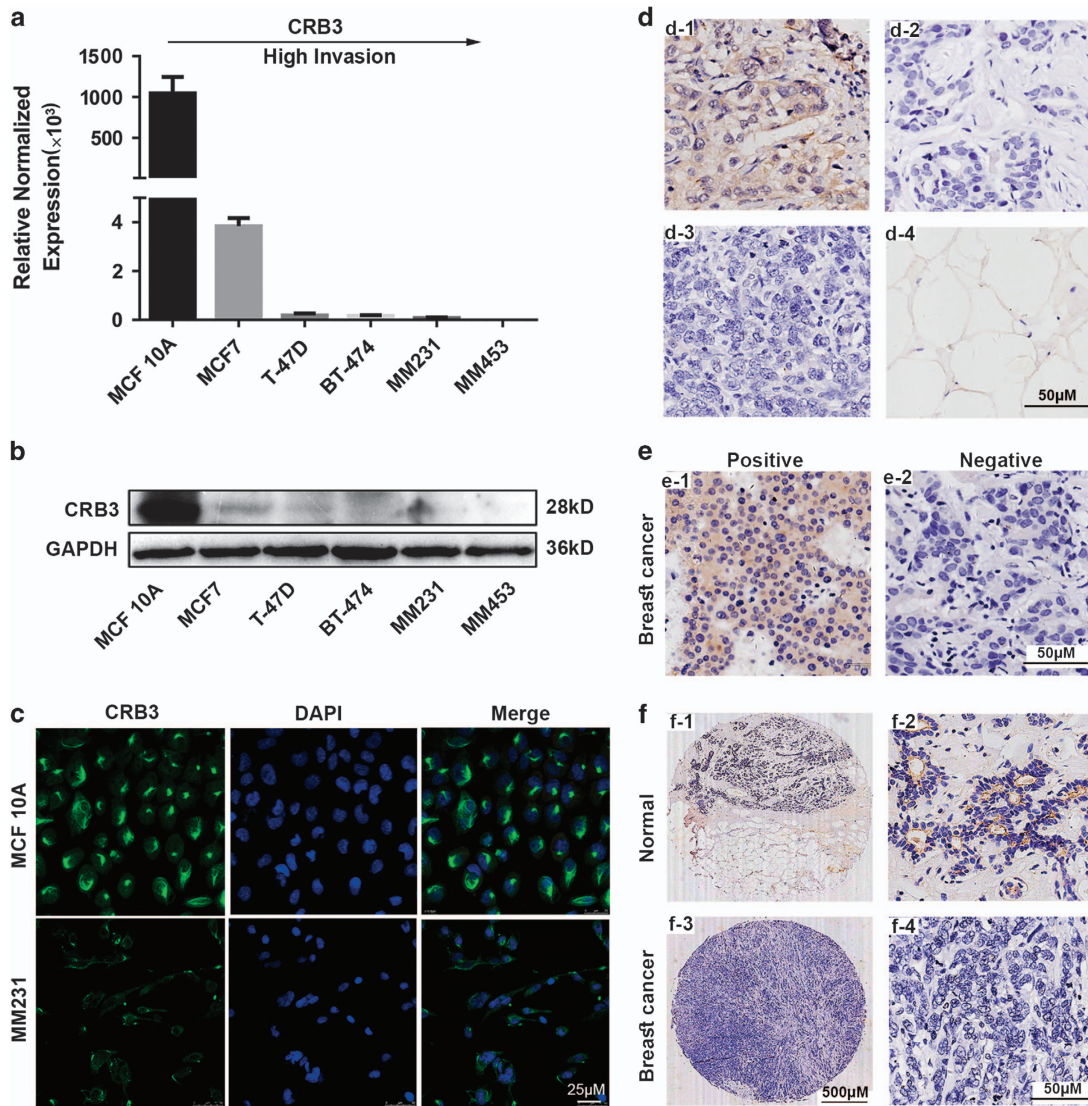 a
CRB3
High Invasion
Relative Normalized
Expression(×10³)
1500
1000
500
4
2
0
MCF 10A
MCF7
T-47D
BT-474
MM231
MM453
b
CRB3
28kD
GAPDH
36kD
MCF 10A
MCF7
T-47D
BT-474
MM231
MM453
c
CRB3
DAPI
Merge
MCF 10A
MM231
25µM
d
d-1
d-2
d-3
d-4
50µM
e
Positive
Negative
e-1
e-2
Breast cancer
50µM
f
f-1
f-2
Normal
f-3
f-4
Breast cancer
500µM
50µM